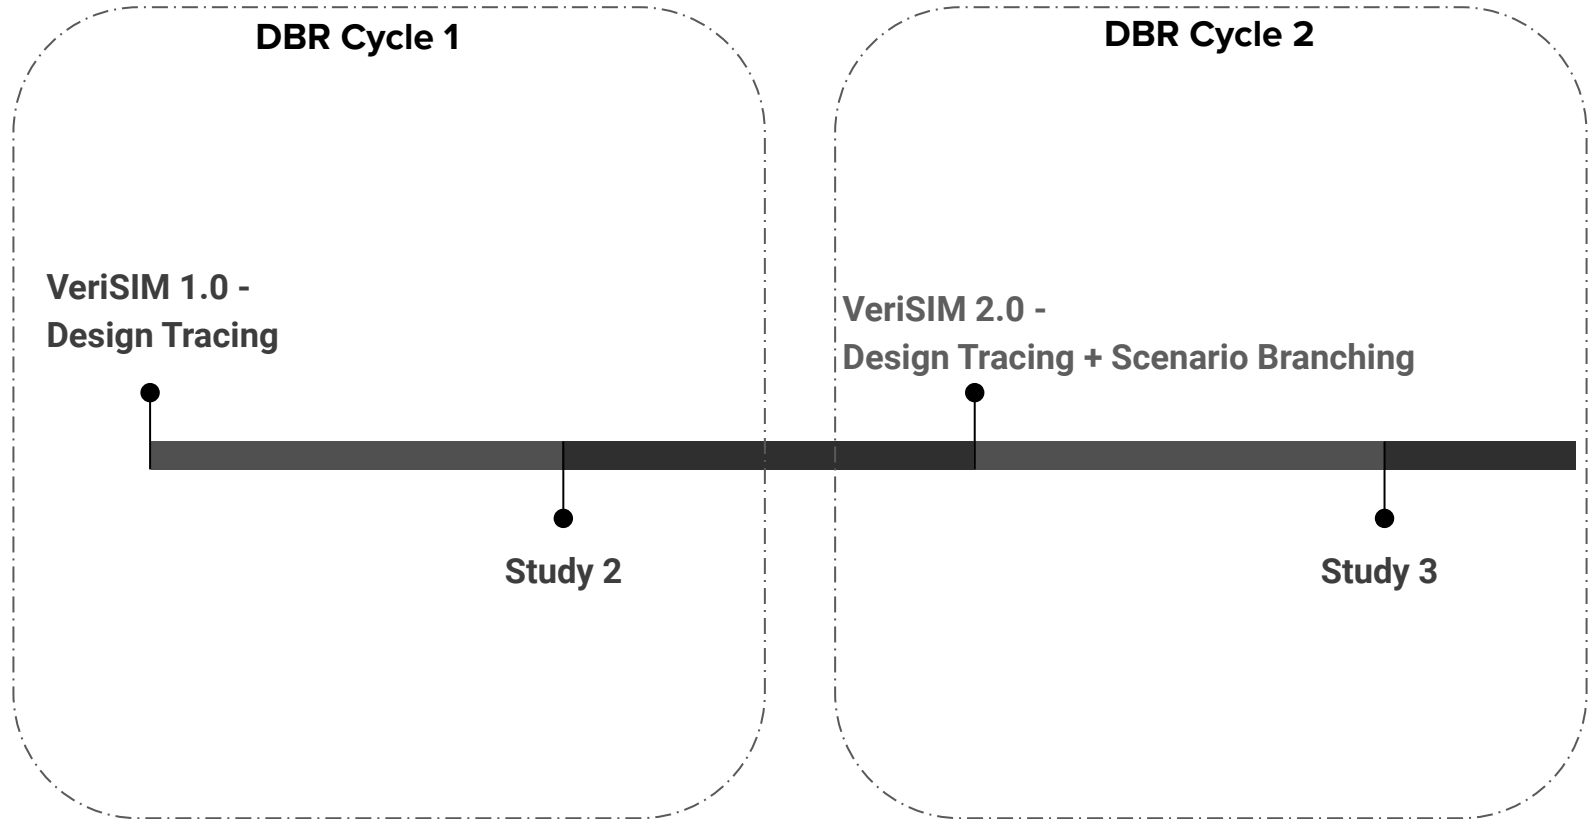 DBR Cycle 1
VeriSIM 1.0 -
Design Tracing
Study 2
DBR Cycle 2
VeriSIM 2.0 -
Design Tracing + Scenario Branching
Study 3